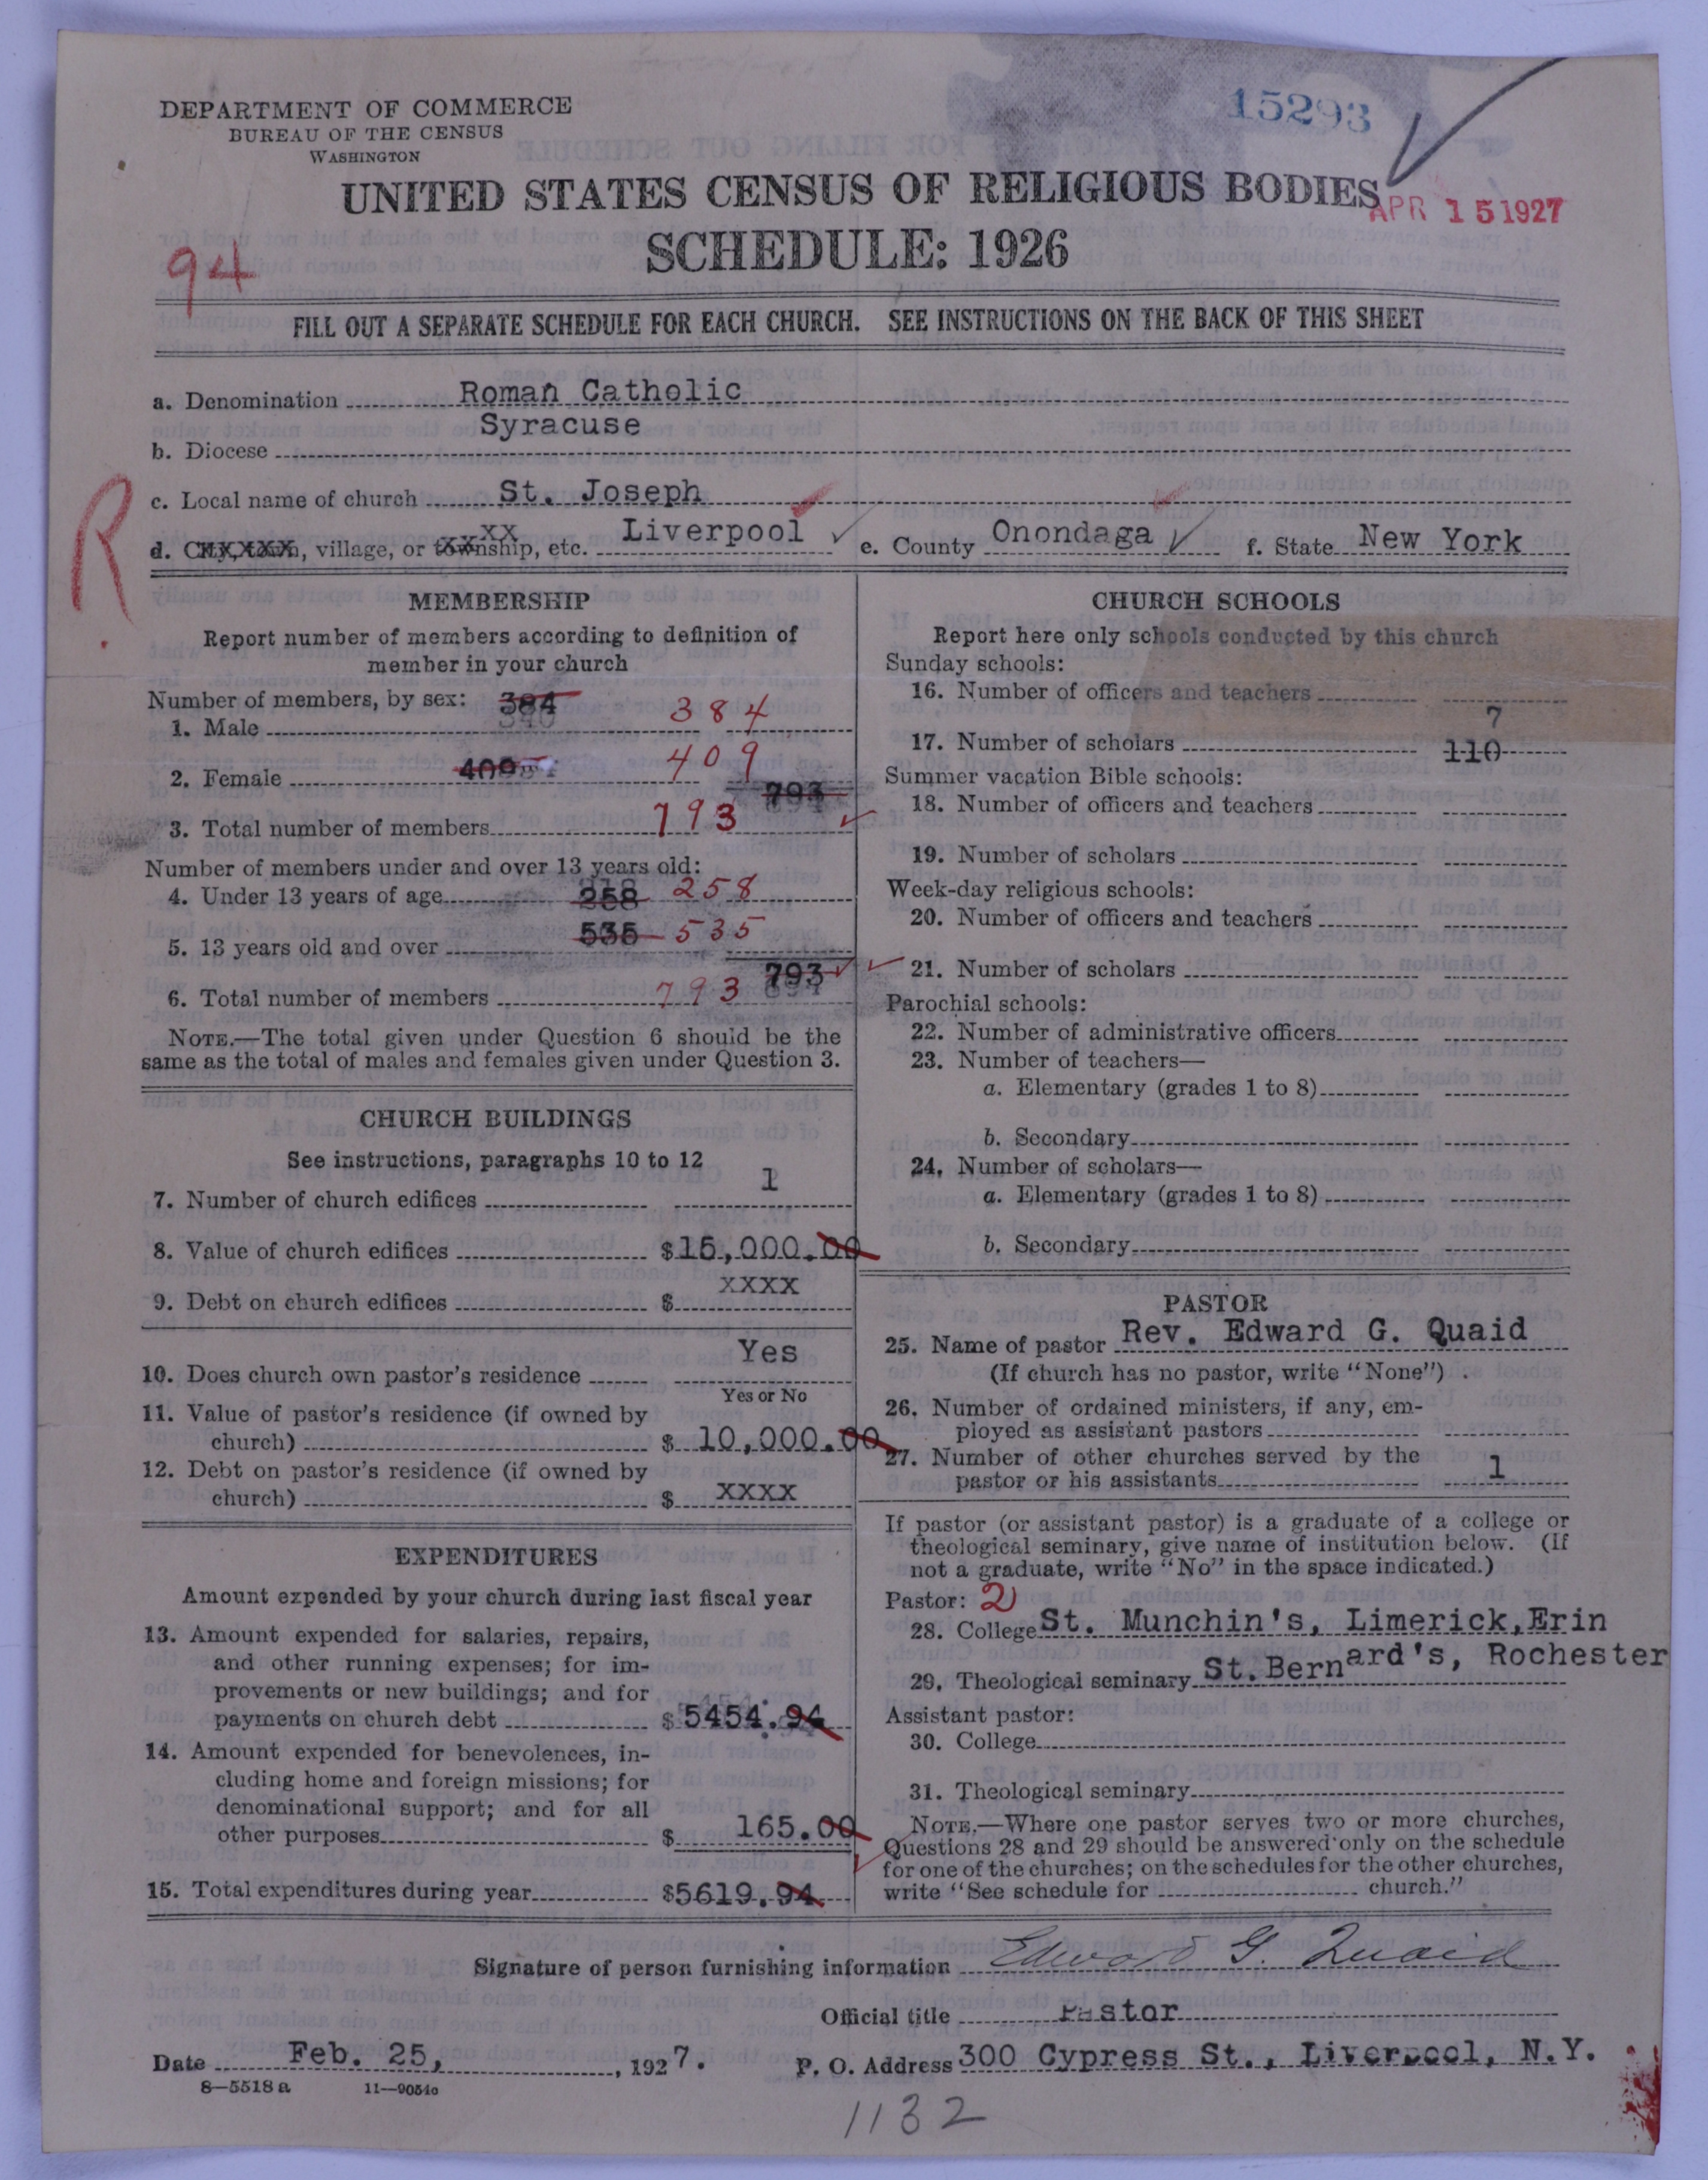 15293
DEPARTMENT OF COMMERCE
BUREAU OF THE CENSUS
WASHINGTON
UNITED STATES CENSUS OF RELIGIOUS BODIES
APR 15 1927
SCHEDULE: 1926
94
FILL OUT A SEPARATE SCHEDULE FOR EACH CHURCH. SEE INSTRUCTIONS ON THE BACK OF THIS SHEET
a. Denomination Roman Catholic
b. Diocese Syracuse
c. Local name of church St. Joseph
R
d. City, town, village, or township, etc. Liverpool e. County Onondaga f. State New York
MEMBERSHIP
Report number of members according to definition of
member in your church
Number of members, by sex: 384
1. Male 384
2. Female 409 409
793
3. Total number of members 793
Number of members under and over 13 years old:
4. Under 13 years of age 258 258
5. 13 years old and over 535 535
793
6. Total number of members 793
NOTE.—The total given under Question 6 should be the
same as the total of males and females given under Question 3.
CHURCH BUILDINGS
See instructions, paragraphs 10 to 12
7. Number of church edifices 1
8. Value of church edifices $15,000.00
9. Debt on church edifices $ XXXX
10. Does church own pastor's residence Yes
Yes or No
11. Value of pastor's residence (if owned by
church) $ 10,000.00
12. Debt on pastor's residence (if owned by
church) $ XXXX
EXPENDITURES
Amount expended by your church during last fiscal year
13. Amount expended for salaries, repairs,
and other running expenses; for im-
provements or new buildings; and for
payments on church debt $ 5454.94
14. Amount expended for benevolences, in-
cluding home and foreign missions; for
denominational support; and for all
other purposes $ 165.00
15. Total expenditures during year $5619.94
CHURCH SCHOOLS
Report here only schools conducted by this church
Sunday schools:
16. Number of officers and teachers
7
17. Number of scholars 110
Summer vacation Bible schools:
18. Number of officers and teachers
19. Number of scholars
Week-day religious schools:
20. Number of officers and teachers
21. Number of scholars
Parochial schools:
22. Number of administrative officers
23. Number of teachers—
a. Elementary (grades 1 to 8)
b. Secondary
24. Number of scholars—
a. Elementary (grades 1 to 8)
b. Secondary
PASTOR
25. Name of pastor Rev. Edward G. Quaid
(If church has no pastor, write "None")
26. Number of ordained ministers, if any, em-
ployed as assistant pastors
27. Number of other churches served by the
pastor or his assistants 1
If pastor (or assistant pastor) is a graduate of a college or
theological seminary, give name of institution below. (If
not a graduate, write "No" in the space indicated.)
Pastor: 2
28. College St. Munchin's, Limerick, Erin
29. Theological seminary St. Bernard's, Rochester
Assistant pastor:
30. College
31. Theological seminary
NOTE.—Where one pastor serves two or more churches,
Questions 28 and 29 should be answered only on the schedule
for one of the churches; on the schedules for the other churches,
write "See schedule for church."
Signature of person furnishing information Edward G. Quaid
Official title Pastor
Date Feb. 25, 1927. P. O. Address 300 Cypress St., Liverpool, N.Y.
8—5518 a 11—9054o
1132